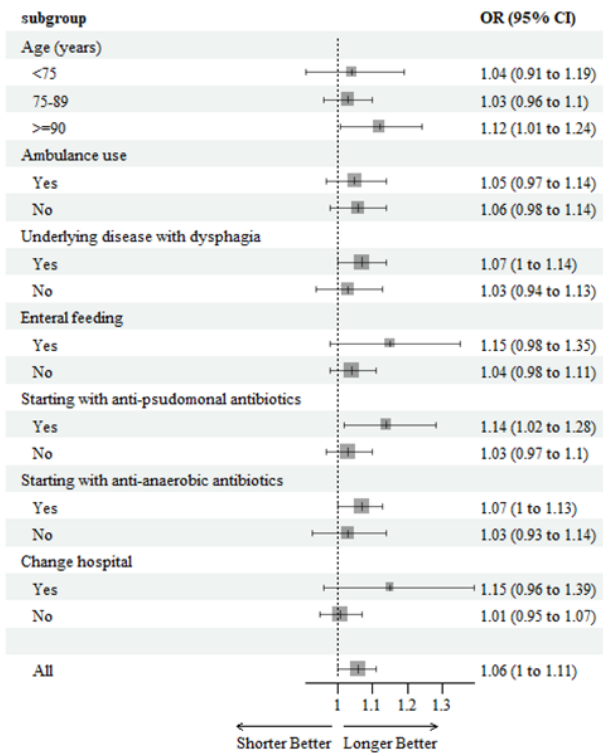 subgroup OR (95% CI)
Age (years)
<75 1.04 (0.91 to 1.19)
75-89 1.03 (0.96 to 1.1)
>=90 1.12 (1.01 to 1.24)
Ambulance use
Yes 1.05 (0.97 to 1.14)
No 1.06 (0.98 to 1.14)
Underlying disease with dysphagia
Yes 1.07 (1 to 1.14)
No 1.03 (0.94 to 1.13)
Enteral feeding
Yes 1.15 (0.98 to 1.35)
No 1.04 (0.98 to 1.11)
Starting with anti-psudomonal antibiotics
Yes 1.14 (1.02 to 1.28)
No 1.03 (0.97 to 1.1)
Starting with anti-anaerobic antibiotics
Yes 1.07 (1 to 1.13)
No 1.03 (0.93 to 1.14)
Change hospital
Yes 1.15 (0.96 to 1.39)
No 1.01 (0.95 to 1.07)
All 1.06 (1 to 1.11)
1 1.1 1.2 1.3
Shorter Better Longer Better